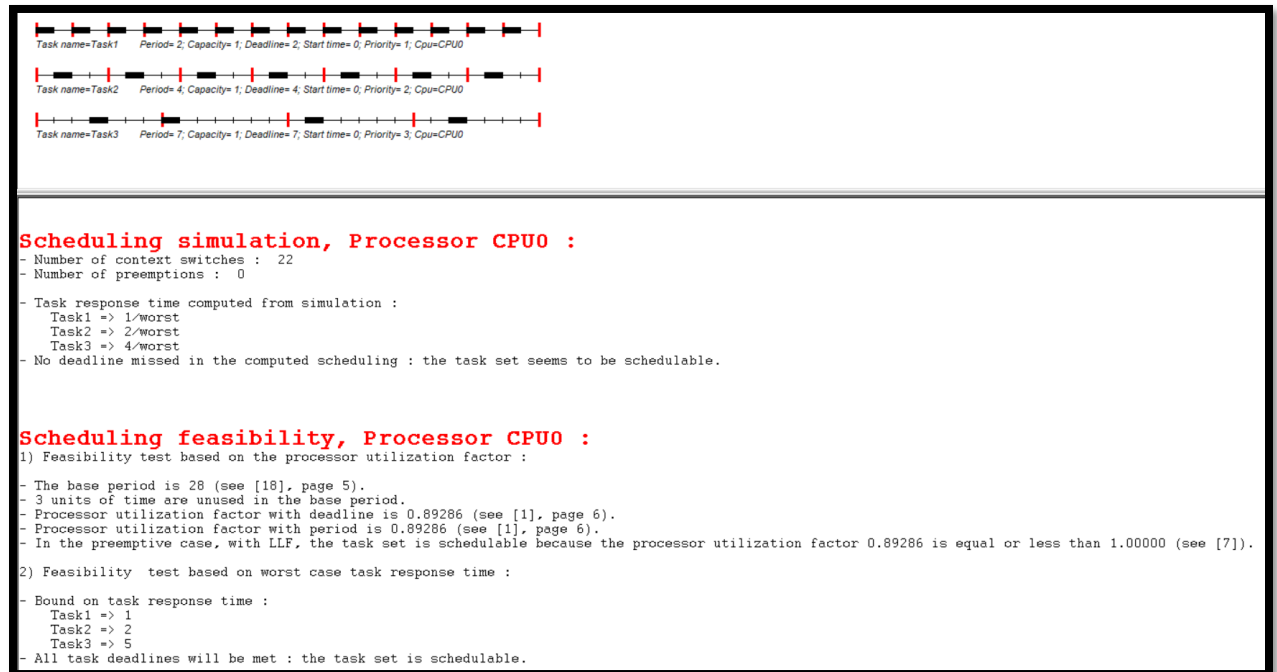 Task name=Task1 Period= 2; Capacity= 1; Deadline= 2; Start time= 0; Priority= 1; Cpu=CPU0
Task name=Task2 Period= 4; Capacity= 1; Deadline= 4; Start time= 0; Priority= 2; Cpu=CPU0
Task name=Task3 Period= 7; Capacity= 1; Deadline= 7; Start time= 0; Priority= 3; Cpu=CPU0
Scheduling simulation, Processor CPU0 :
- Number of context switches : 22
- Number of preemptions : 0
- Task response time computed from simulation :
Task1 => 1/worst
Task2 => 2/worst
Task3 => 4/worst
- No deadline missed in the computed scheduling : the task set seems to be schedulable.
Scheduling feasibility, Processor CPU0 :
1) Feasibility test based on the processor utilization factor :
- The base period is 28 (see [18], page 5).
- 3 units of time are unused in the base period.
- Processor utilization factor with deadline is 0.89286 (see [1], page 6).
- Processor utilization factor with period is 0.89286 (see [1], page 6).
- In the preemptive case, with LLF, the task set is schedulable because the processor utilization factor 0.89286 is equal or less than 1.00000 (see [7]).
2) Feasibility test based on worst case task response time :
- Bound on task response time :
Task1 => 1
Task2 => 2
Task3 => 5
- All task deadlines will be met : the task set is schedulable.